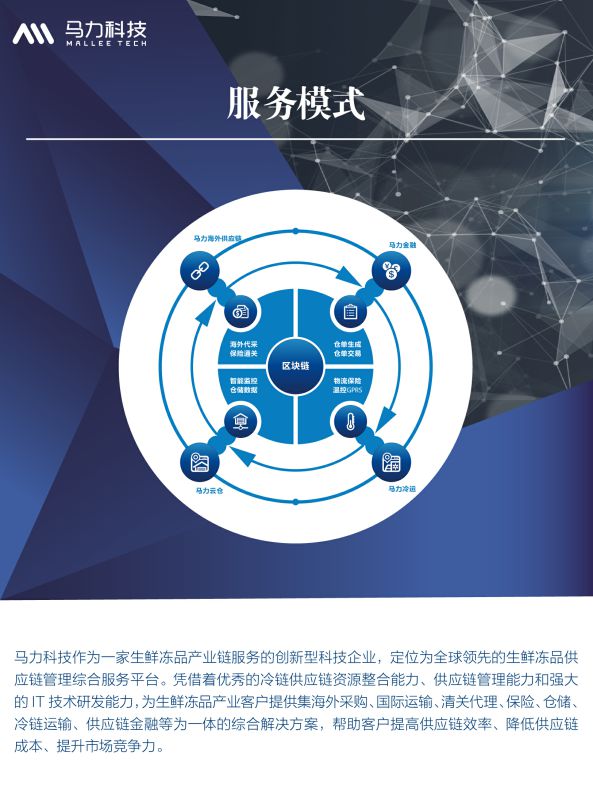 马力科技
MALLEE TECH
服务模式
马力海外供应链
马力金融
海外代采
保险通关
仓单生成
仓单交易
区块链
智能监控
仓储数据
物流保险
温控GPRS
马力云仓
马力冷运
马力科技作为一家生鲜冻品产业链服务的创新型科技企业，定位为全球领先的生鲜冻品供
应链管理综合服务平台。凭借着优秀的冷链供应链资源整合能力、供应链管理能力和强大
的 IT 技术研发能力，为生鲜冻品产业客户提供集海外采购、国际运输、清关代理、保险、仓储、
冷链运输、供应链金融等为一体的综合解决方案，帮助客户提高供应链效率、降低供应链
成本、提升市场竞争力。